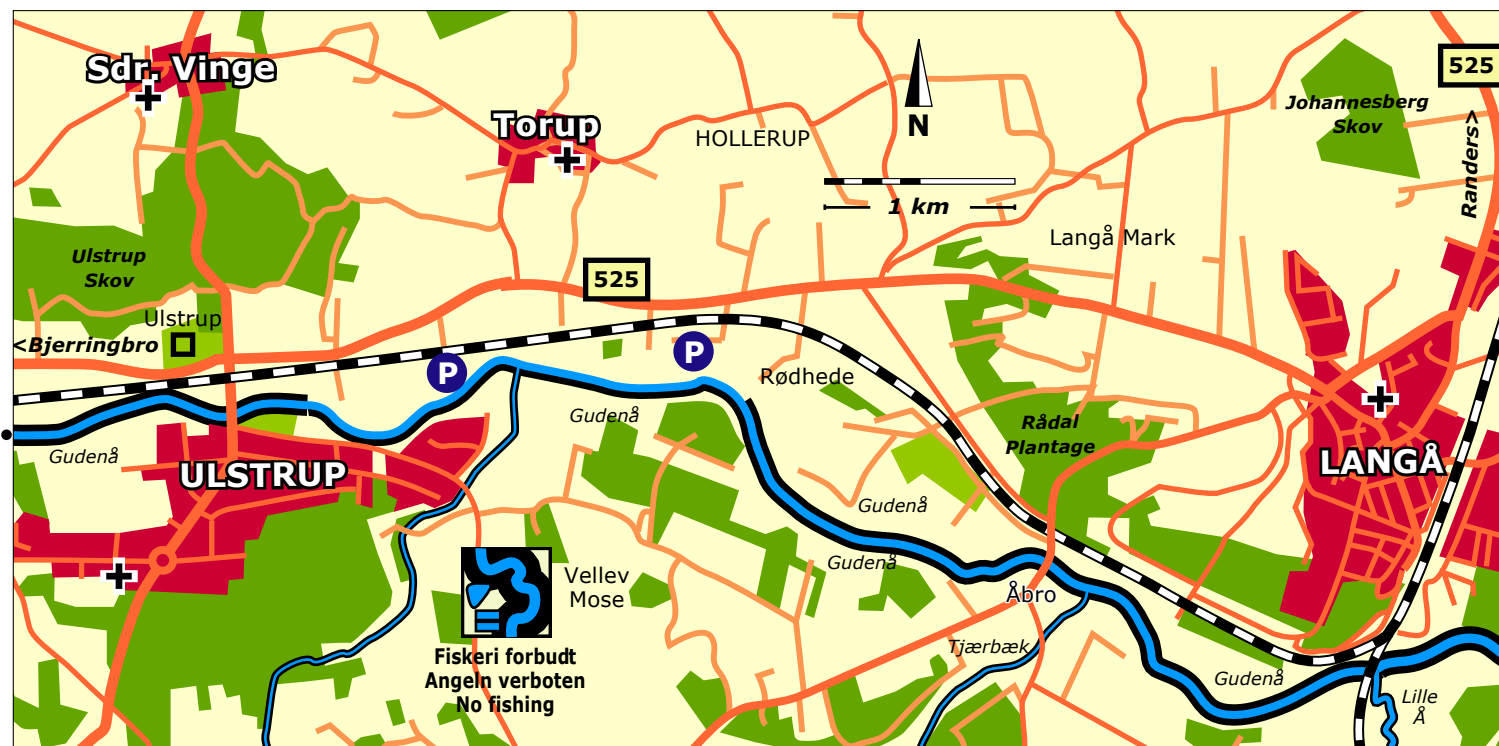 Sdr. Vinge
Torup
HOLLERUP
N
1 km
Johannesberg
Skov
525
Randers>
Langå Mark
Ulstrup
Skov
525
Ulstrup
<Bjerringbro
P
P
Rødhede
Gudenå
Gudenå
Rådal
Plantage
ULSTRUP
LANGÅ
Gudenå
Gudenå
Vellev
Mose
Åbro
Tjærbæk
Fiskeri forbudt
Angeln verboten
No fishing
Gudenå
Lille
Å